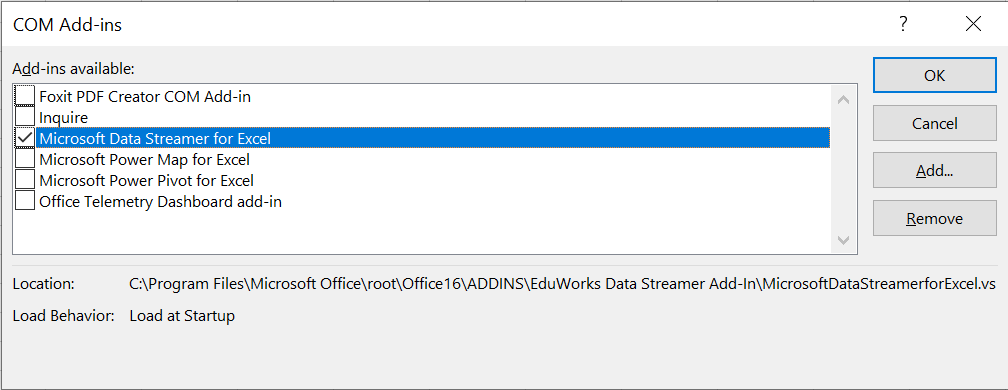 COM Add-ins ?
Add-ins available:
Foxit PDF Creator COM Add-in
Inquire
Microsoft Data Streamer for Excel
Microsoft Power Map for Excel
Microsoft Power Pivot for Excel
Office Telemetry Dashboard add-in
OK
Cancel
Add...
Remove
Location: C:\Program Files\Microsoft Office\root\Office16\ADDINS\EduWorks Data Streamer Add-In\MicrosoftDataStreamerforExcel.vs
Load Behavior: Load at Startup